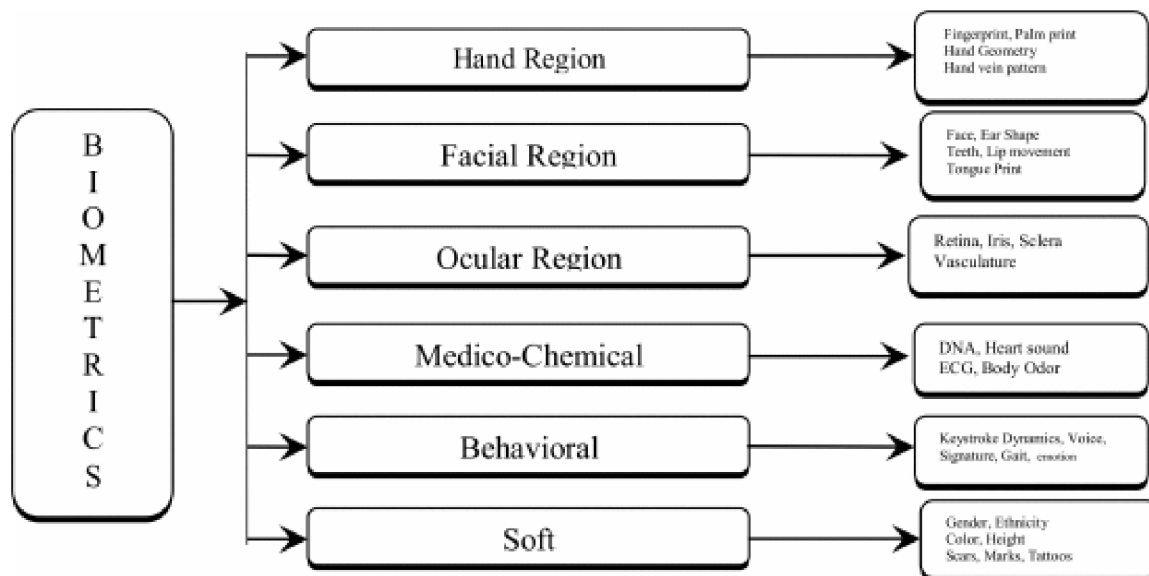 BIOMETRICS
Hand Region
Fingerprint, Palm print
Hand Geometry
Hand vein pattern
Facial Region
Face, Ear Shape
Teeth, Lip movement
Tongue Print
Ocular Region
Retina, Iris, Sclera
Vasculature
Medico-Chemical
DNA, Heart sound
ECG, Body Odor
Behavioral
Keystroke Dynamics, Voice,
Signature, Gait, emotion
Soft
Gender, Ethnicity
Color, Height
Scars, Marks, Tattoos